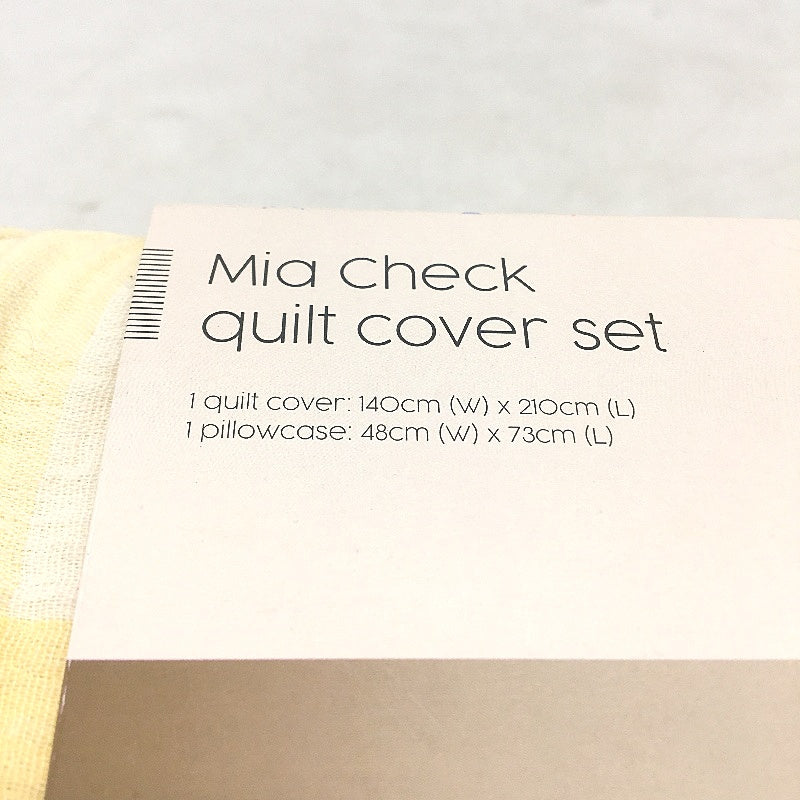 Mia Check
quilt cover set
1 quilt cover: 140cm (W) x 210cm (L)
1 pillowcase: 48cm (W) x 73cm (L)